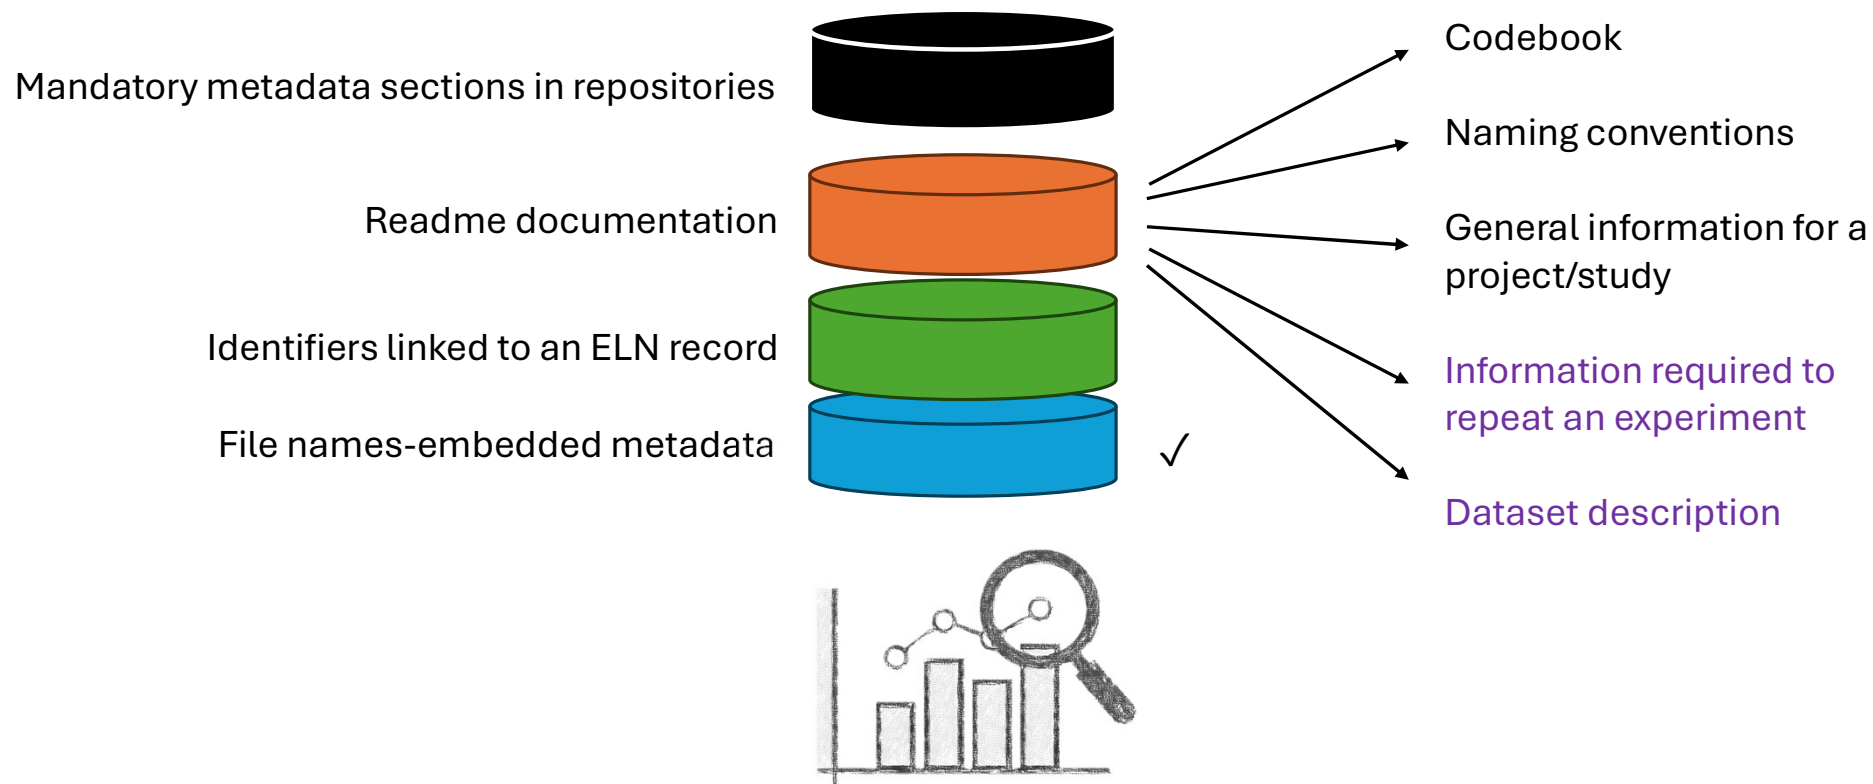 Mandatory metadata sections in repositories
Readme documentation
Identifiers linked to an ELN record
File names-embedded metadata
✓
Codebook
Naming conventions
General information for a
project/study
Information required to
repeat an experiment
Dataset description